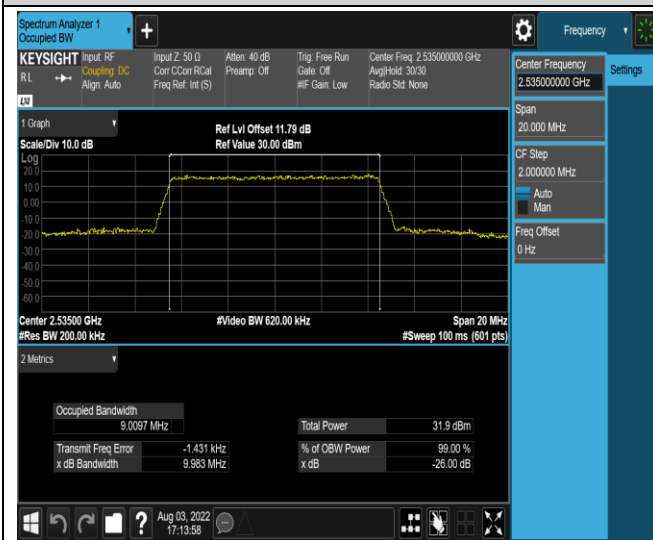 Spectrum Analyzer 1
Occupied BW
Frequency
KEYSIGHT
R L
Input: RF
Coupling: DC
Align: Auto
Input Z: 50 Ω
Corr CCorr RCal
Freq Ref: Int (S)
Atten: 40 dB
Preamp: Off
Trig: Free Run
Gate: Off
#IF Gain: Low
Center Freq: 2.535000000 GHz
Avg|Hold: 30/30
Radio Std: None
LXI
1 Graph
Scale/Div 10.0 dB
Ref Lvl Offset 11.79 dB
Ref Value 30.00 dBm
Log
20.0
10.0
0.00
-10.0
-20.0
-30.0
-40.0
-50.0
-60.0
Center 2.53500 GHz
#Video BW 620.00 kHz
Span 20 MHz
#Res BW 200.00 kHz
#Sweep 100 ms (601 pts)
2 Metrics
Occupied Bandwidth
9.0097 MHz
Total Power 31.9 dBm
Transmit Freq Error -1.431 kHz
% of OBW Power 99.00 %
x dB Bandwidth 9.983 MHz
x dB -26.00 dB
Aug 03, 2022
17:13:58
Center Frequency
2.535000000 GHz
Settings
Span
20.000 MHz
CF Step
2.000000 MHz
Auto
Man
Freq Offset
0 Hz